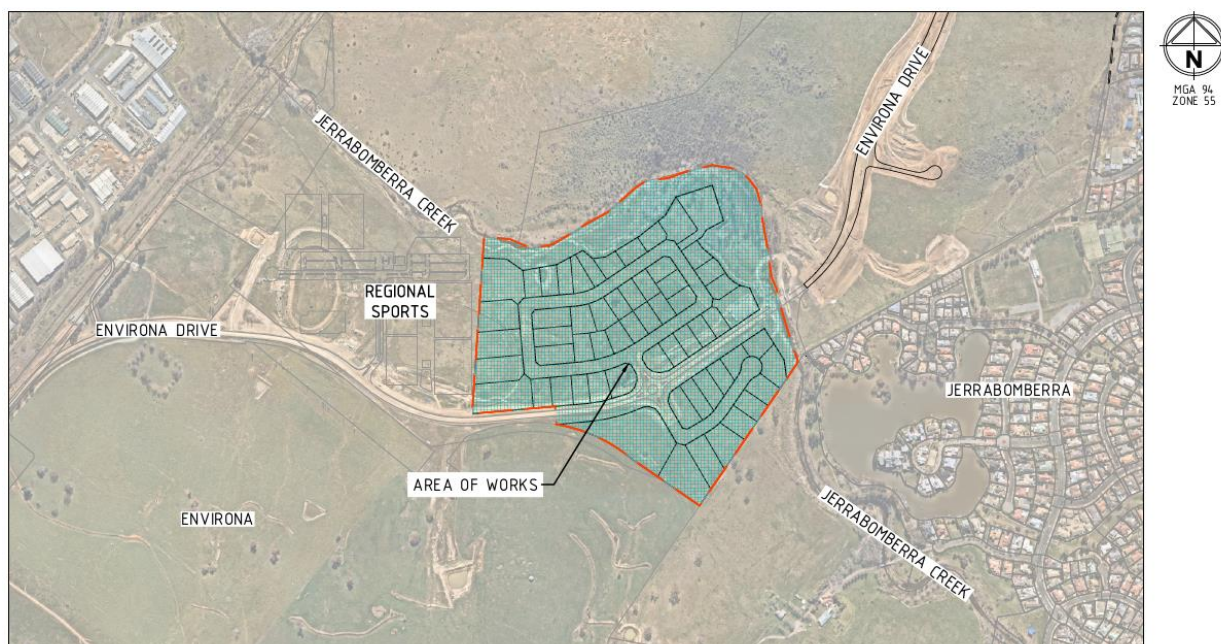 N
MGA 94
ZONE 55
ENVIRONA DRIVE
JERRABOMBERRA CREEK
REGIONAL
SPORTS
ENVIRONA DRIVE
JERRABOMBERRA
AREA OF WORKS
ENVIRONA
JERRABOMBERRA CREEK